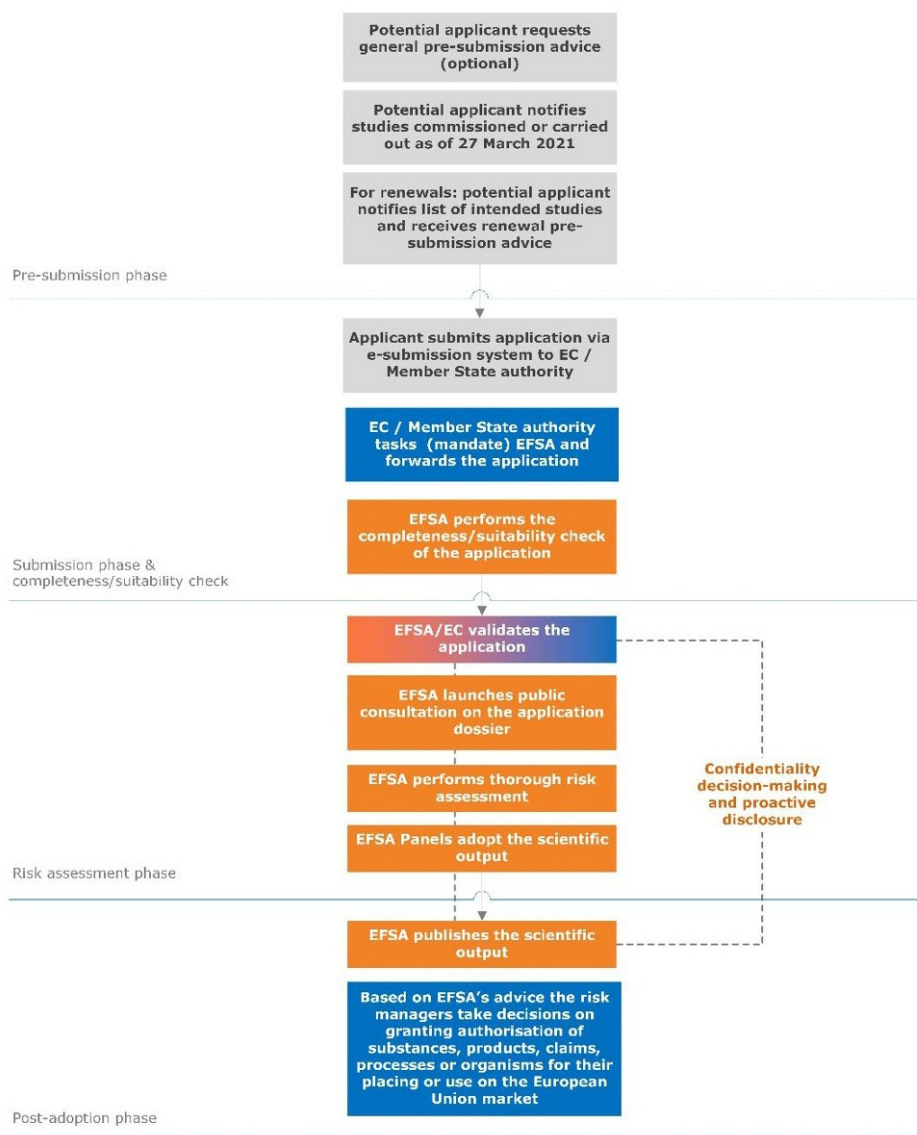 Potential applicant requests
general pre-submission advice
(optional)
Potential applicant notifies
studies commissioned or carried
out as of 27 March 2021
For renewals: potential applicant
notifies list of intended studies
and receives renewal pre-
submission advice
Pre-submission phase
Applicant submits application via
e-submission system to EC /
Member State authority
EC / Member State authority
tasks (mandate) EFSA and
forwards the application
EFSA performs the
completeness/suitability check
of the application
Submission phase &
completeness/suitability check
EFSA/EC validates the
application
EFSA launches public
consultation on the application
dossier
EFSA performs thorough risk
assessment
Confidentiality
decision-making
and proactive
disclosure
EFSA Panels adopt the scientific
output
Risk assessment phase
EFSA publishes the scientific
output
Based on EFSA’s advice the risk
managers take decisions on
granting authorisation of
substances, products, claims,
processes or organisms for their
placing or use on the European
Union market
Post-adoption phase